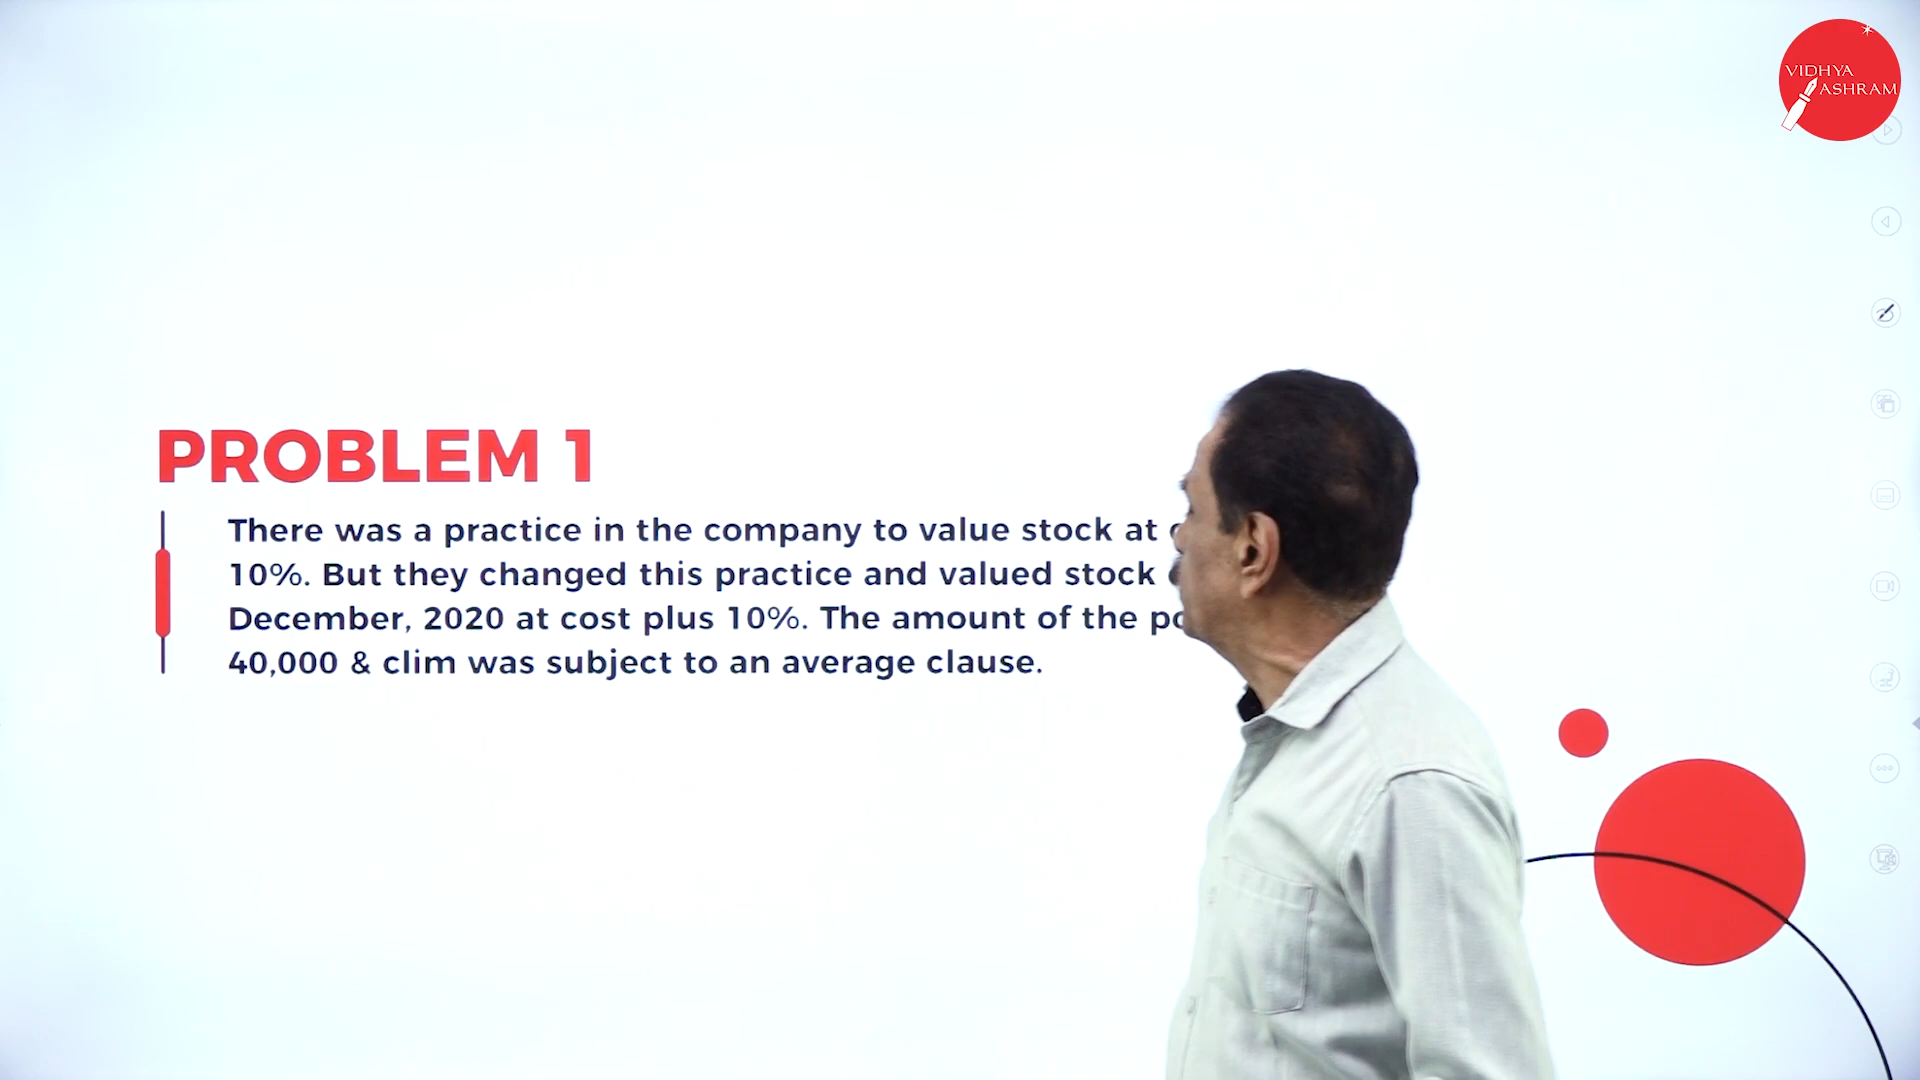 VIDHYA
ASHRAM
PROBLEM 1
There was a practice in the company to value stock at
10%. But they changed this practice and valued stock
December, 2020 at cost plus 10%. The amount of the
40,000 & clim was subject to an average clause.